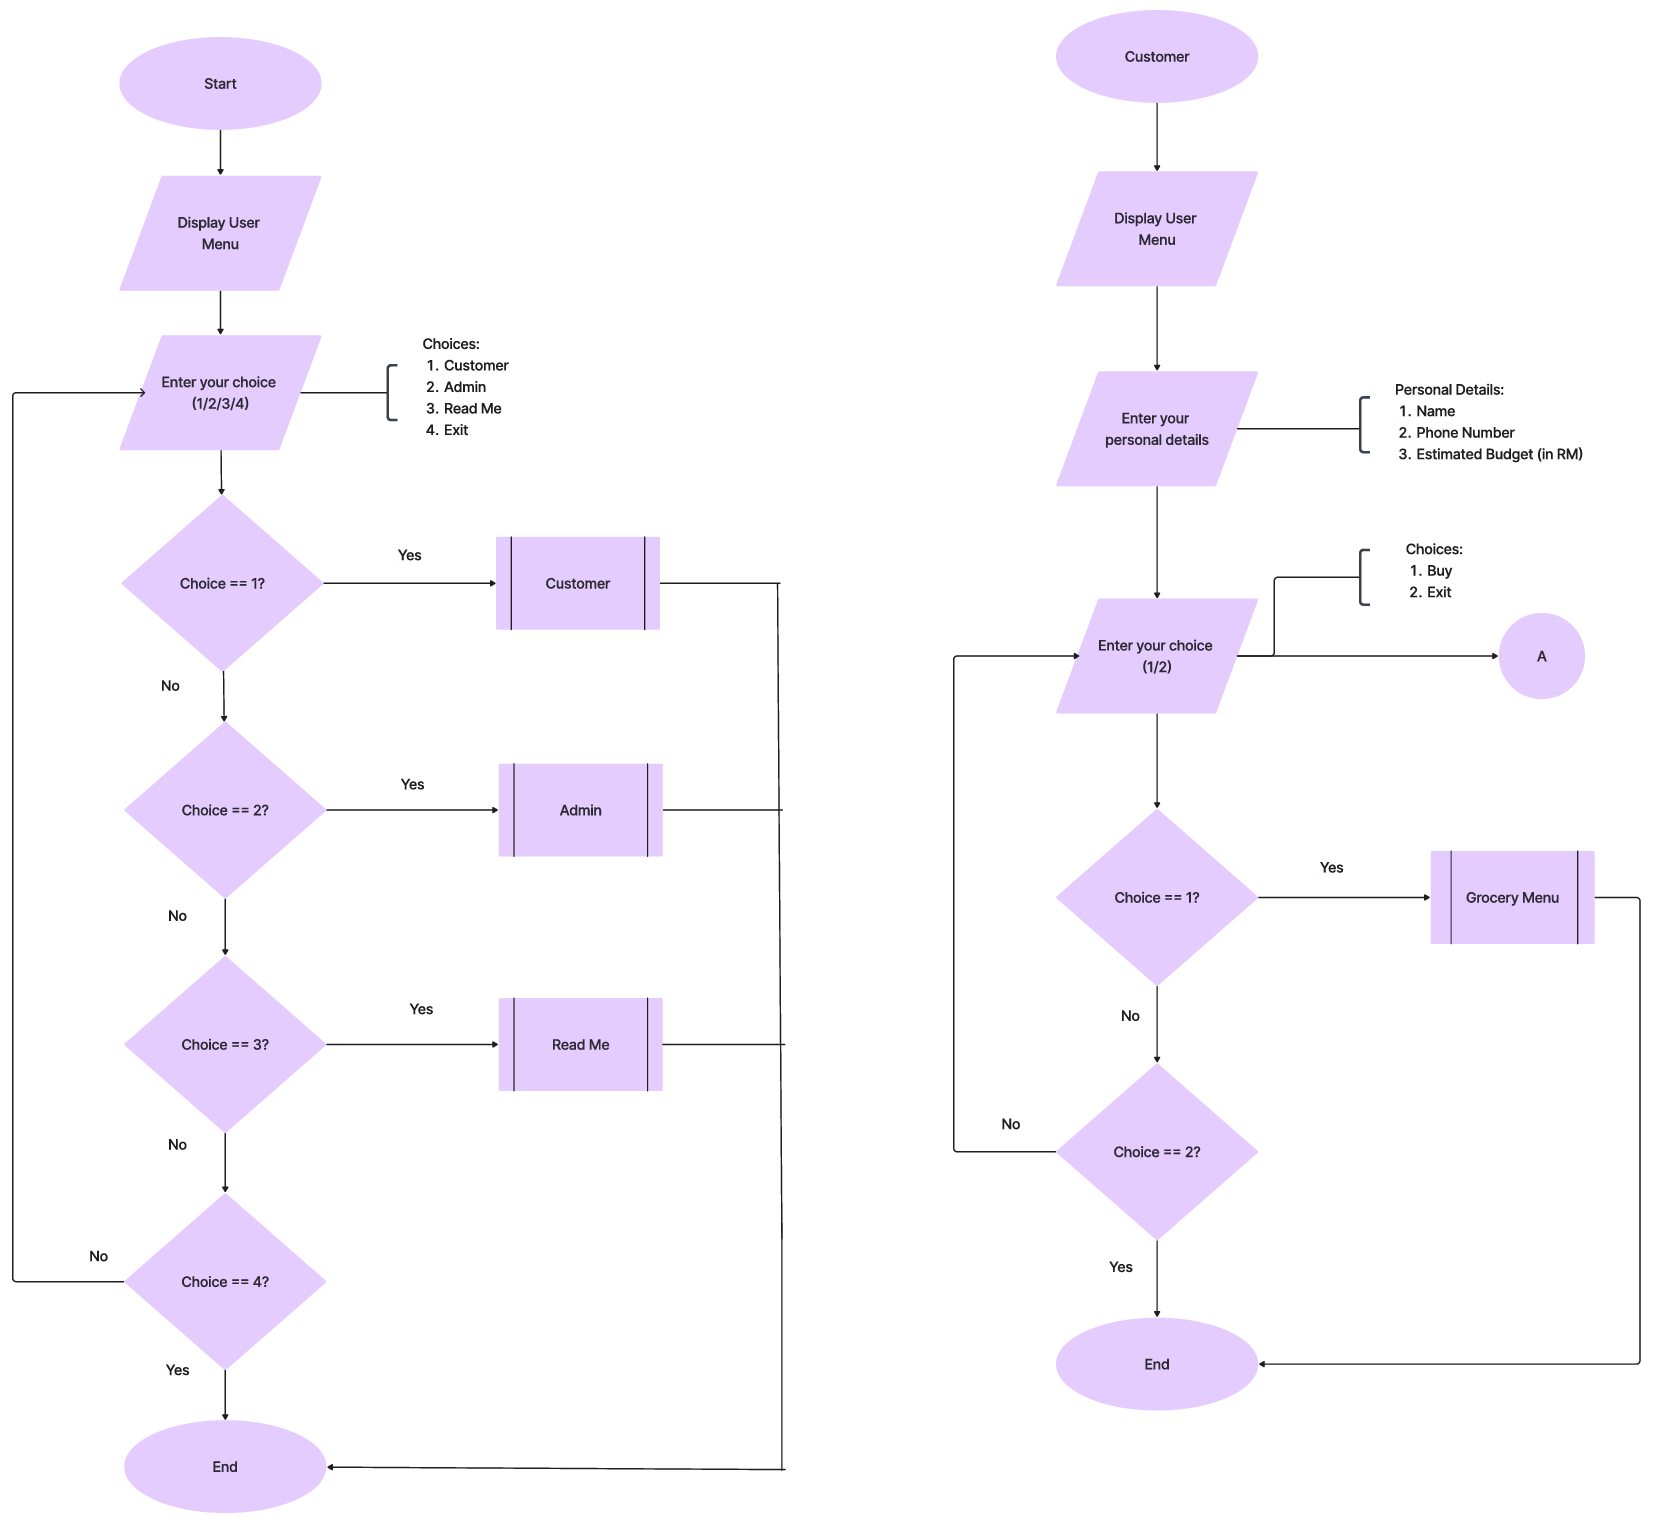 Start
Display User
Menu
Enter your choice
(1/2/3/4)
Choices:
1. Customer
2. Admin
3. Read Me
4. Exit
Choice == 1?
Yes
Customer
No
Choice == 2?
Yes
Admin
No
Choice == 3?
Yes
Read Me
No
Choice == 4?
No
Yes
End
Customer
Display User
Menu
Enter your
personal details
Personal Details:
1. Name
2. Phone Number
3. Estimated Budget (in RM)
Enter your choice
(1/2)
Choices:
1. Buy
2. Exit
A
Choice == 1?
Yes
Grocery Menu
No
Choice == 2?
No
Yes
End